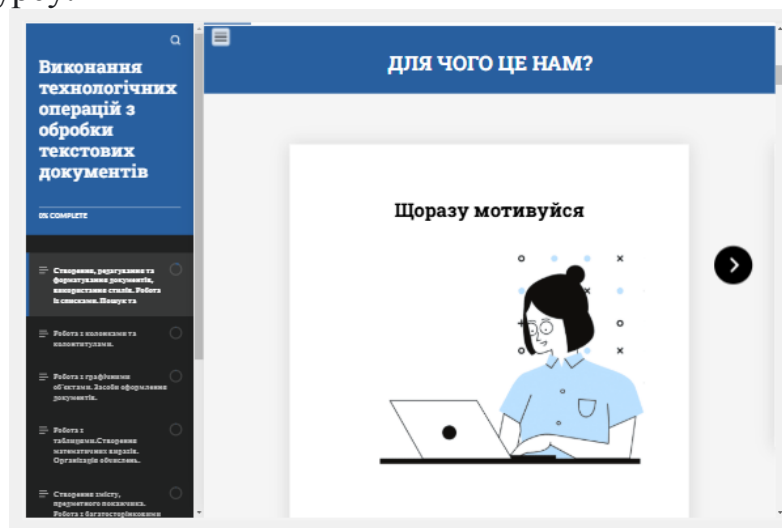 Виконання
технологічних
операцій з
обробки
текстових
документів
0% COMPLETE
Створення, редагування та
форматування документів,
використання стилів. Робота
із списками. Пошук та
Робота з колонками та
колонтитулами.
Робота з графічними
об'єктами. Засоби оформлення
документів.
Робота з
таблицями.Створення
математичних виразів.
Організація обчислень.
Створення змісту,
предметного покажчика.
Робота з багатосторінковими
ДЛЯ ЧОГО ЦЕ НАМ?
Щоразу мотивуйся